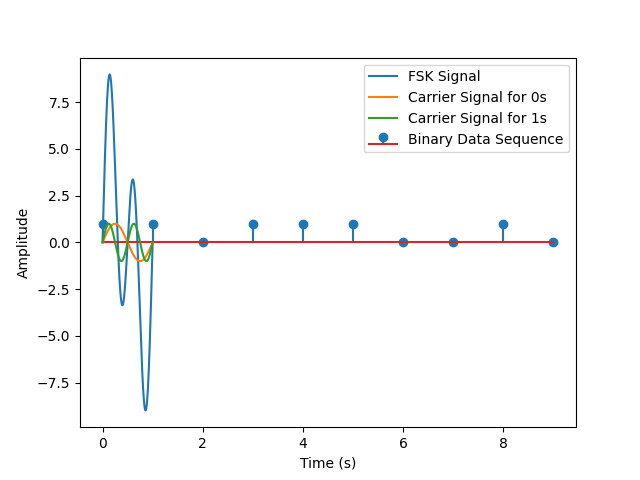 FSK Signal
Carrier Signal for 0s
Carrier Signal for 1s
Binary Data Sequence
Amplitude
7.5
5.0
2.5
0.0
−2.5
−5.0
−7.5
0 2 4 6 8
Time (s)